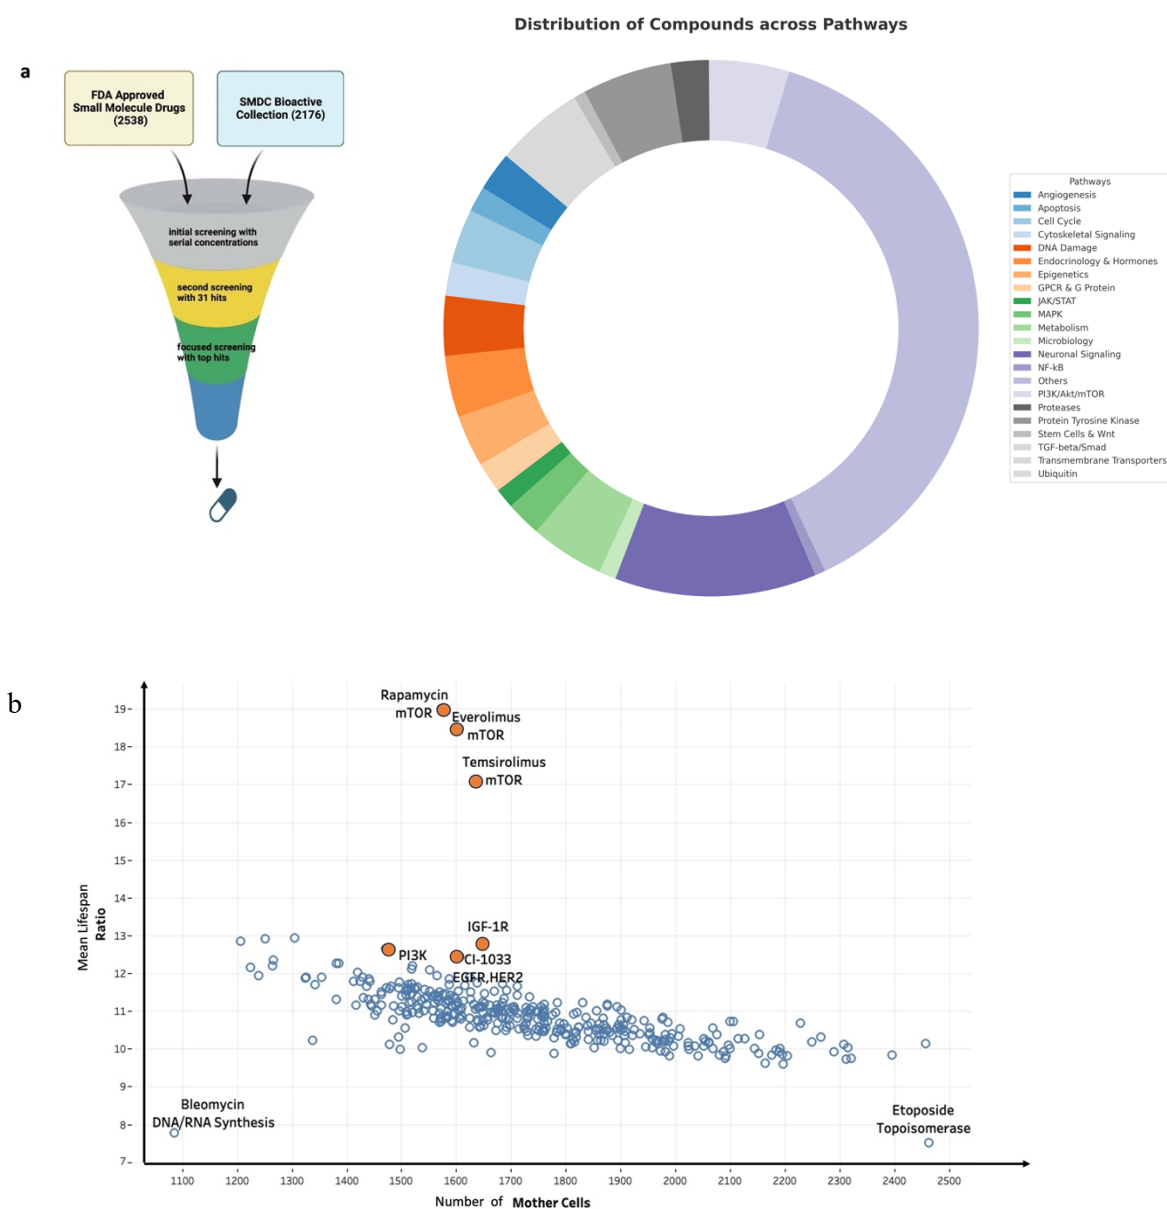 Distribution of Compounds across Pathways
a
FDA Approved
Small Molecule Drugs
(2538)
SMDC Bioactive
Collection (2176)
initial screening with
serial concentrations
second screening
with 31 hits
focused screening
with top hits
Pathways
Angiogenesis
Apoptosis
Cell Cycle
Cytoskeletal Signaling
DNA Damage
Endocrinology & Hormones
Epigenetics
GPCR & G Protein
JAK/STAT
MAPK
Metabolism
Microbiology
Neuronal Signaling
NF-kB
Others
PI3K/Akt/mTOR
Proteases
Protein Tyrosine Kinase
Stem Cells & Wnt
TGF-beta/Smad
Transmembrane Transporters
Ubiquitin
b
Mean Lifespan
Ratio
19
18
17
16
15
14
13
12
11
10
9
8
7
Rapamycin
mTOR
Everolimus
mTOR
Temsirolimus
mTOR
IGF-1R
PI3K
CI-1033
EGFR,HER2
Bleomycin
DNA/RNA Synthesis
Etoposide
Topoisomerase
1100 1200 1300 1400 1500 1600 1700 1800 1900 2000 2100 2200 2300 2400 2500
Number of Mother Cells